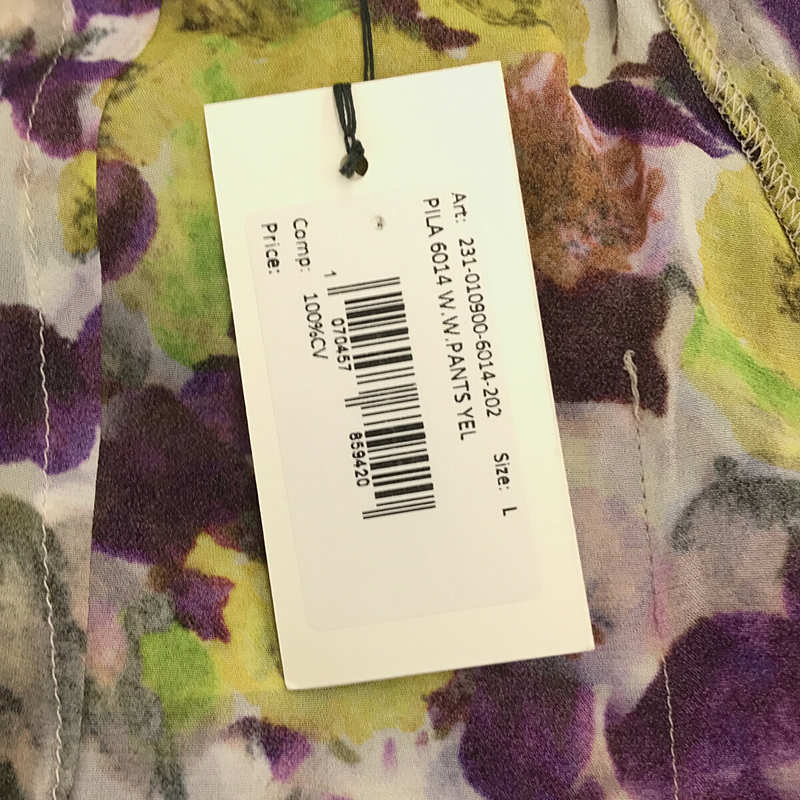 Art: 231-010900-6014-202
PILA 6014 W.W.PANTS YEL
Size: L
1 070457 859420
Comp: 100%CV
Price: